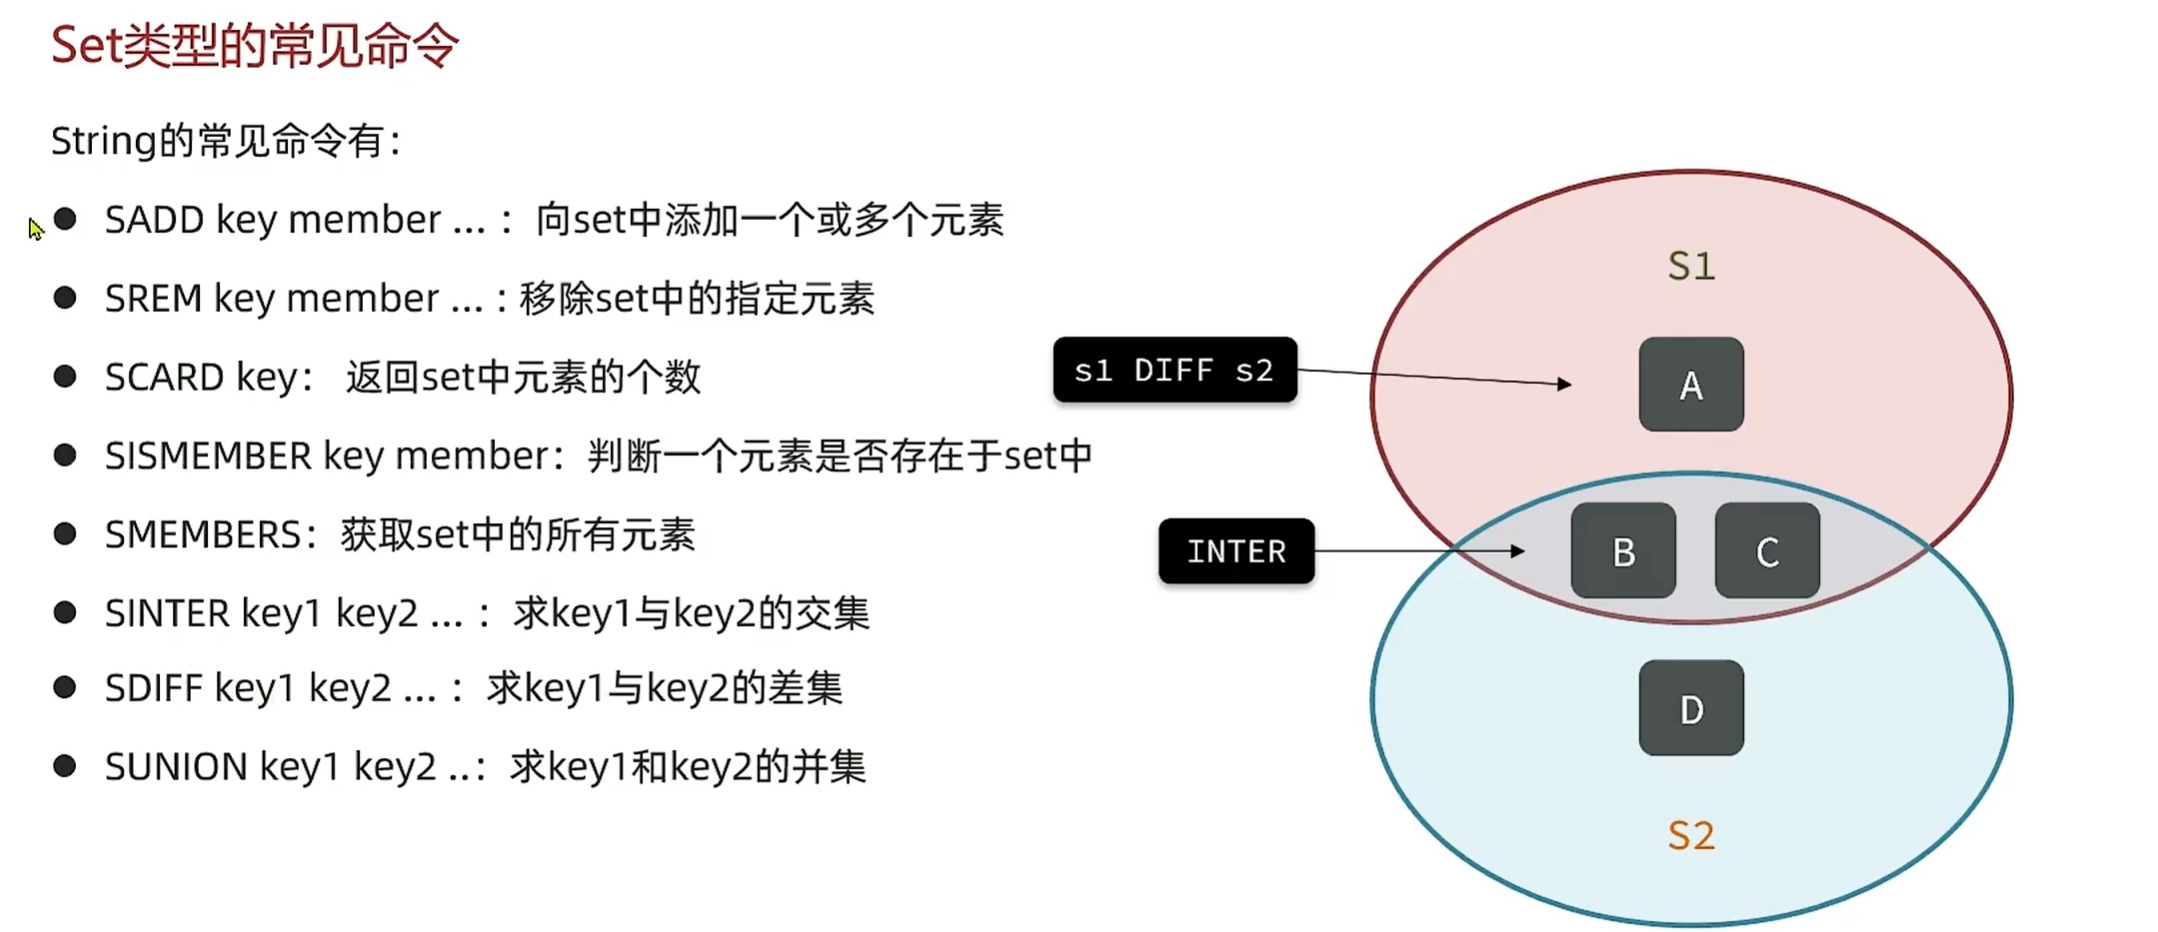 Set类型的常见命令
String的常见命令有：
SADD key member ... ：向set中添加一个或多个元素
SREM key member ... : 移除set中的指定元素
SCARD key： 返回set中元素的个数
SISMEMBER key member：判断一个元素是否存在于set中
SMEMBERS：获取set中的所有元素
SINTER key1 key2 ... ：求key1与key2的交集
SDIFF key1 key2 ... ：求key1与key2的差集
SUNION key1 key2 ..：求key1和key2的并集
S1
s1 DIFF s2
A
INTER
B C
D
S2